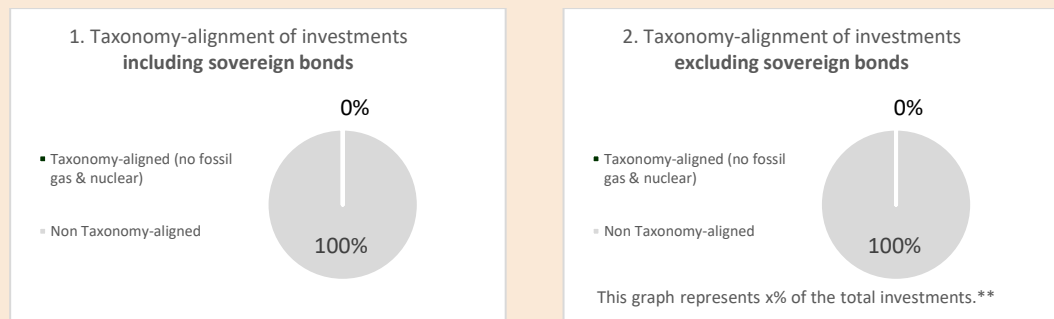 1. Taxonomy-alignment of investments
including sovereign bonds
0%
Taxonomy-aligned (no fossil
gas & nuclear)
Non Taxonomy-aligned
100%
2. Taxonomy-alignment of investments
excluding sovereign bonds
0%
Taxonomy-aligned (no fossil
gas & nuclear)
Non Taxonomy-aligned
100%
This graph represents x% of the total investments.**